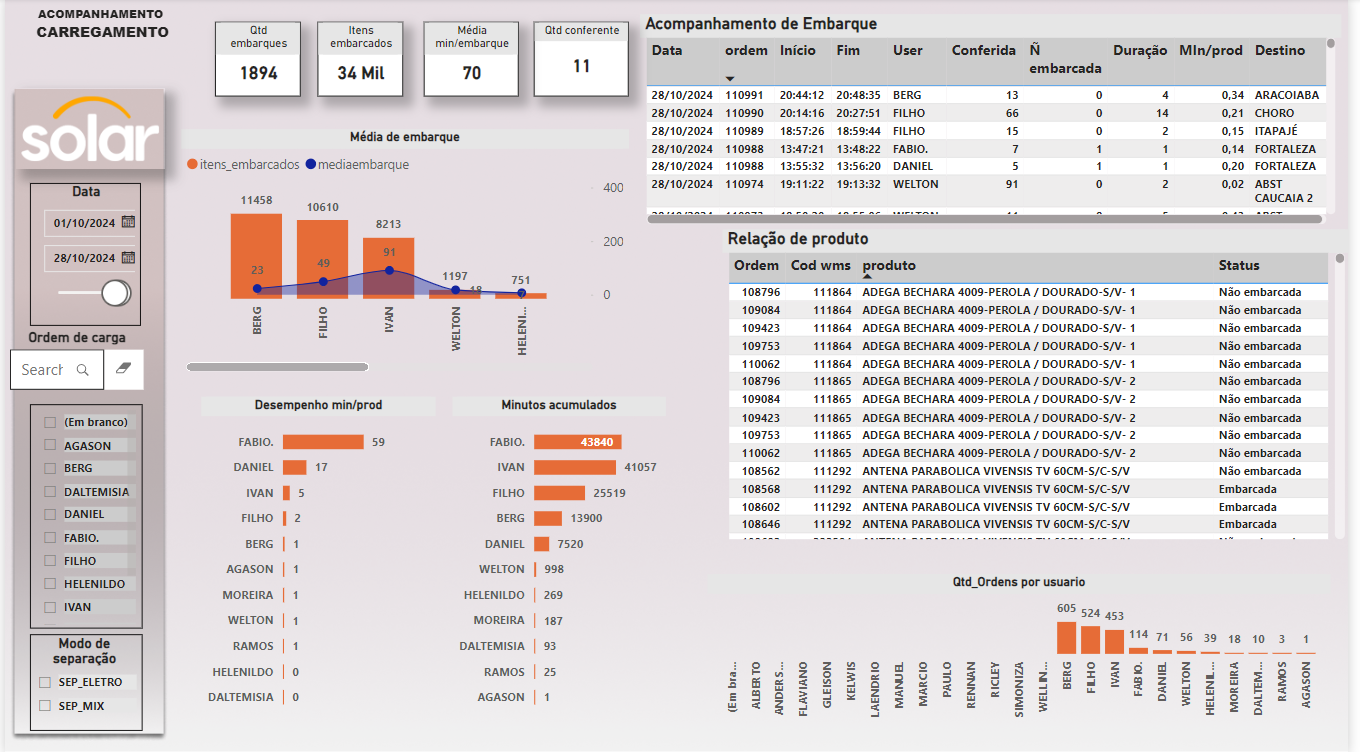 ACOMPANHAMENTO
CARREGAMENTO
Qtd
embarques
1894
Itens
embarcados
34 Mil
Média
min/embarque
70
Qtd conferente
11
solar
Data
01/10/2024
28/10/2024
Ordem de carga
Search
(Em branco)
AGASON
BERG
DALTEMISIA
DANIEL
FABIO.
FILHO
HELENILDO
IVAN
Modo de
separação
SEP_ELETRO
SEP_MIX
Média de embarque
itens_embarcados mediaembarque
400
200
0
11458 10610 8213 1197 751
23 49 91 18 7
BERG FILHO IVAN WELTON HELENI...
Desempenho min/prod
FABIO. 59
DANIEL 17
IVAN 5
FILHO 2
BERG 1
AGASON 1
MOREIRA 1
WELTON 1
RAMOS 1
HELENILDO 0
DALTEMISIA 0
Minutos acumulados
FABIO. 43840
IVAN 41057
FILHO 25519
BERG 13900
DANIEL 7520
WELTON 998
HELENILDO 269
MOREIRA 187
DALTEMISIA 93
RAMOS 25
AGASON 1
Acompanhamento de Embarque
Data ordem Início Fim User Conferida Ñ embarcada Duração MIn/prod Destino
28/10/2024 110991 20:44:12 20:48:35 BERG 13 0 4 0,34 ARACOIABA
28/10/2024 110990 20:14:16 20:27:51 FILHO 66 0 14 0,21 CHORO
28/10/2024 110989 18:57:26 18:59:44 FILHO 15 0 2 0,15 ITAPAJÉ
28/10/2024 110988 13:47:21 13:48:22 FABIO. 7 1 1 0,14 FORTALEZA
28/10/2024 110988 13:55:32 13:56:20 DANIEL 5 1 1 0,20 FORTALEZA
28/10/2024 110974 19:11:22 19:13:32 WELTON 91 0 2 0,02 ABST
CAUCAIA 2
Relação de produto
Ordem Cod wms produto Status
108796 111864 ADEGA BECHARA 4009-PEROLA / DOURADO-S/V- 1 Não embarcada
109084 111864 ADEGA BECHARA 4009-PEROLA / DOURADO-S/V- 1 Não embarcada
109423 111864 ADEGA BECHARA 4009-PEROLA / DOURADO-S/V- 1 Não embarcada
109753 111864 ADEGA BECHARA 4009-PEROLA / DOURADO-S/V- 1 Não embarcada
110062 111864 ADEGA BECHARA 4009-PEROLA / DOURADO-S/V- 1 Não embarcada
108796 111865 ADEGA BECHARA 4009-PEROLA / DOURADO-S/V- 2 Não embarcada
109084 111865 ADEGA BECHARA 4009-PEROLA / DOURADO-S/V- 2 Não embarcada
109423 111865 ADEGA BECHARA 4009-PEROLA / DOURADO-S/V- 2 Não embarcada
109753 111865 ADEGA BECHARA 4009-PEROLA / DOURADO-S/V- 2 Não embarcada
110062 111865 ADEGA BECHARA 4009-PEROLA / DOURADO-S/V- 2 Não embarcada
108562 111292 ANTENA PARABOLICA VIVENSIS TV 60CM-S/C-S/V Não embarcada
108568 111292 ANTENA PARABOLICA VIVENSIS TV 60CM-S/C-S/V Embarcada
108602 111292 ANTENA PARABOLICA VIVENSIS TV 60CM-S/C-S/V Embarcada
108646 111292 ANTENA PARABOLICA VIVENSIS TV 60CM-S/C-S/V Embarcada
Qtd_Ordens por usuario
605 524 453 114 71 56 39 18 10 3 1
(Em bra... ALBERTO ANDERS... FLAVIANO GLEISON KELWIS LAENDRIO MANUEL MARCIO PAULO RENNAN RICLEY SIMONIZA WELLIN... BERG FILHO IVAN FABIO. DANIEL WELTON HELENIL... MOREIRA DALTEM... RAMOS AGASON